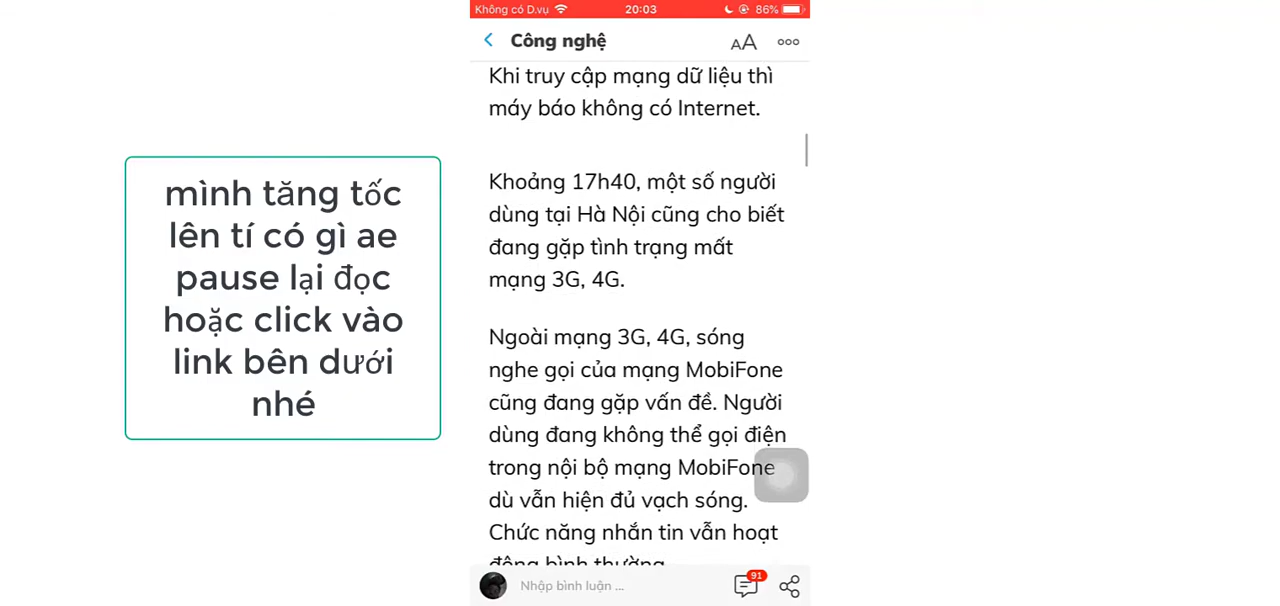 mình tăng tốc
lên tí có gì ae
pause lại đọc
hoặc click vào
link bên dưới
nhé
Không có D.vụ
20:03
86%
Công nghệ
AA
Khi truy cập mạng dữ liệu thì
máy báo không có Internet.
Khoảng 17h40, một số người
dùng tại Hà Nội cũng cho biết
đang gặp tình trạng mất
mạng 3G, 4G.
Ngoài mạng 3G, 4G, sóng
nghe gọi của mạng MobiFone
cũng đang gặp vấn đề. Người
dùng đang không thể gọi điện
trong nội bộ mạng MobiFone
dù vẫn hiện đủ vạch sóng.
Chức năng nhắn tin vẫn hoạt
động bình thường
Nhập bình luận ...
91